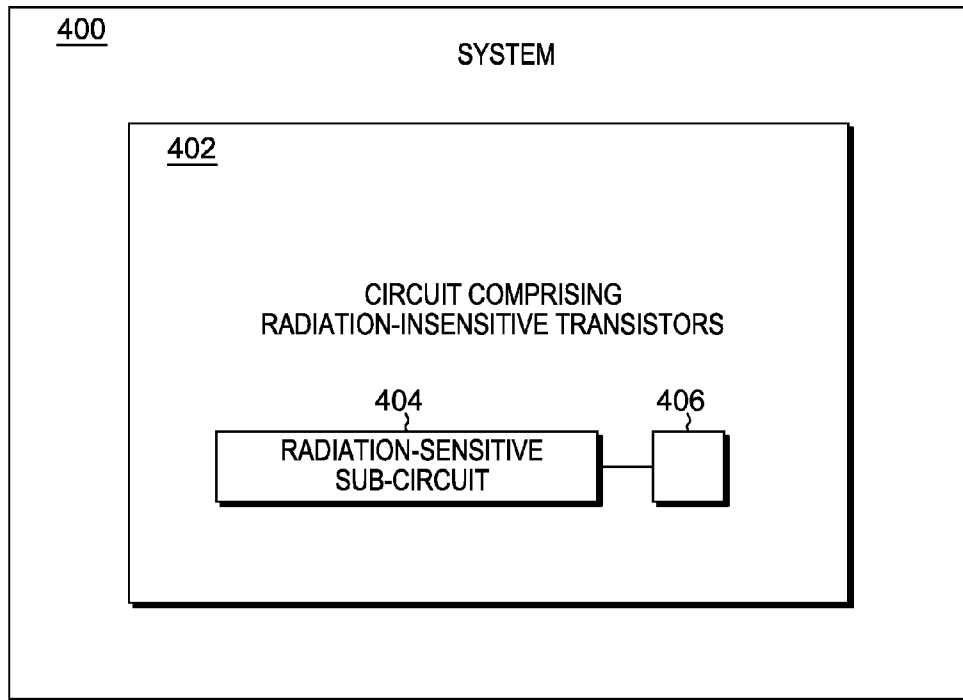 400
SYSTEM
402
CIRCUIT COMPRISING
RADIATION-INSENSITIVE TRANSISTORS
404
406
RADIATION-SENSITIVE
SUB-CIRCUIT